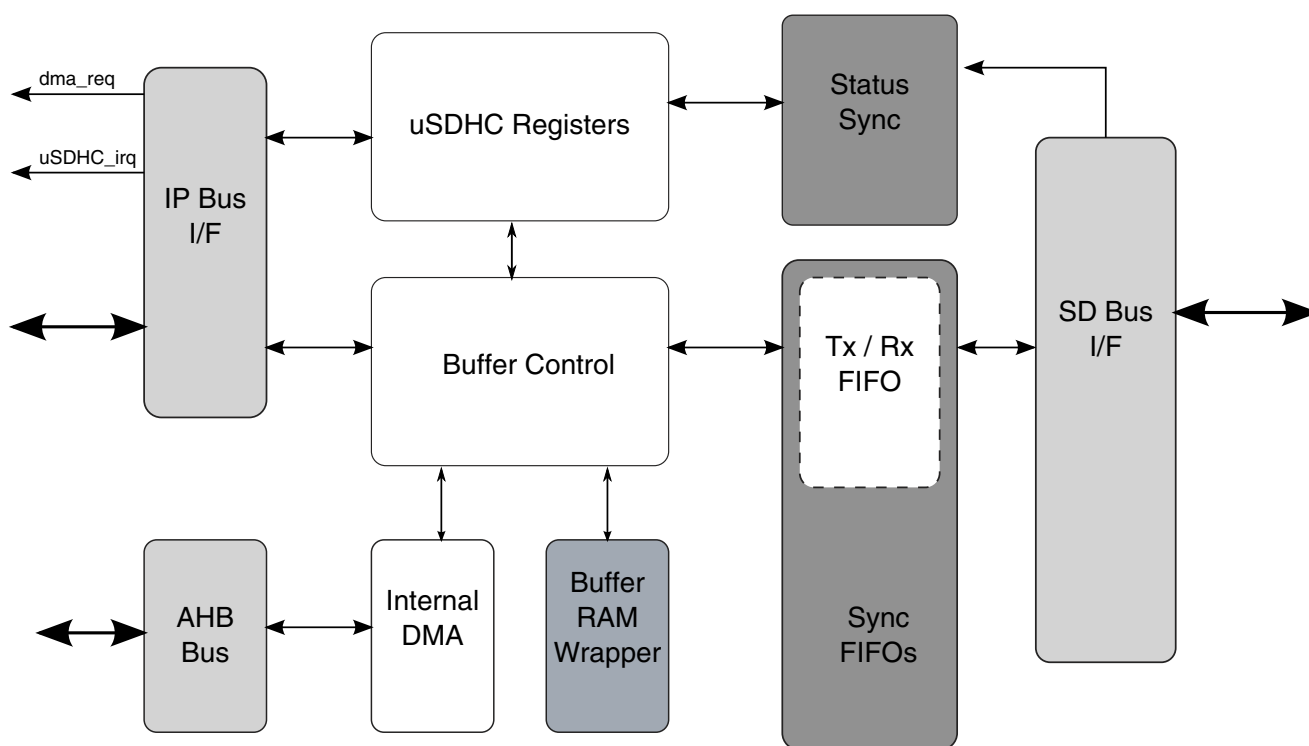 dma_req
uSDHC_irq
IP Bus
I/F
uSDHC Registers
Status
Sync
Buffer Control
Tx / Rx
FIFO
SD Bus
I/F
AHB
Bus
Internal
DMA
Buffer
RAM
Wrapper
Sync
FIFOs